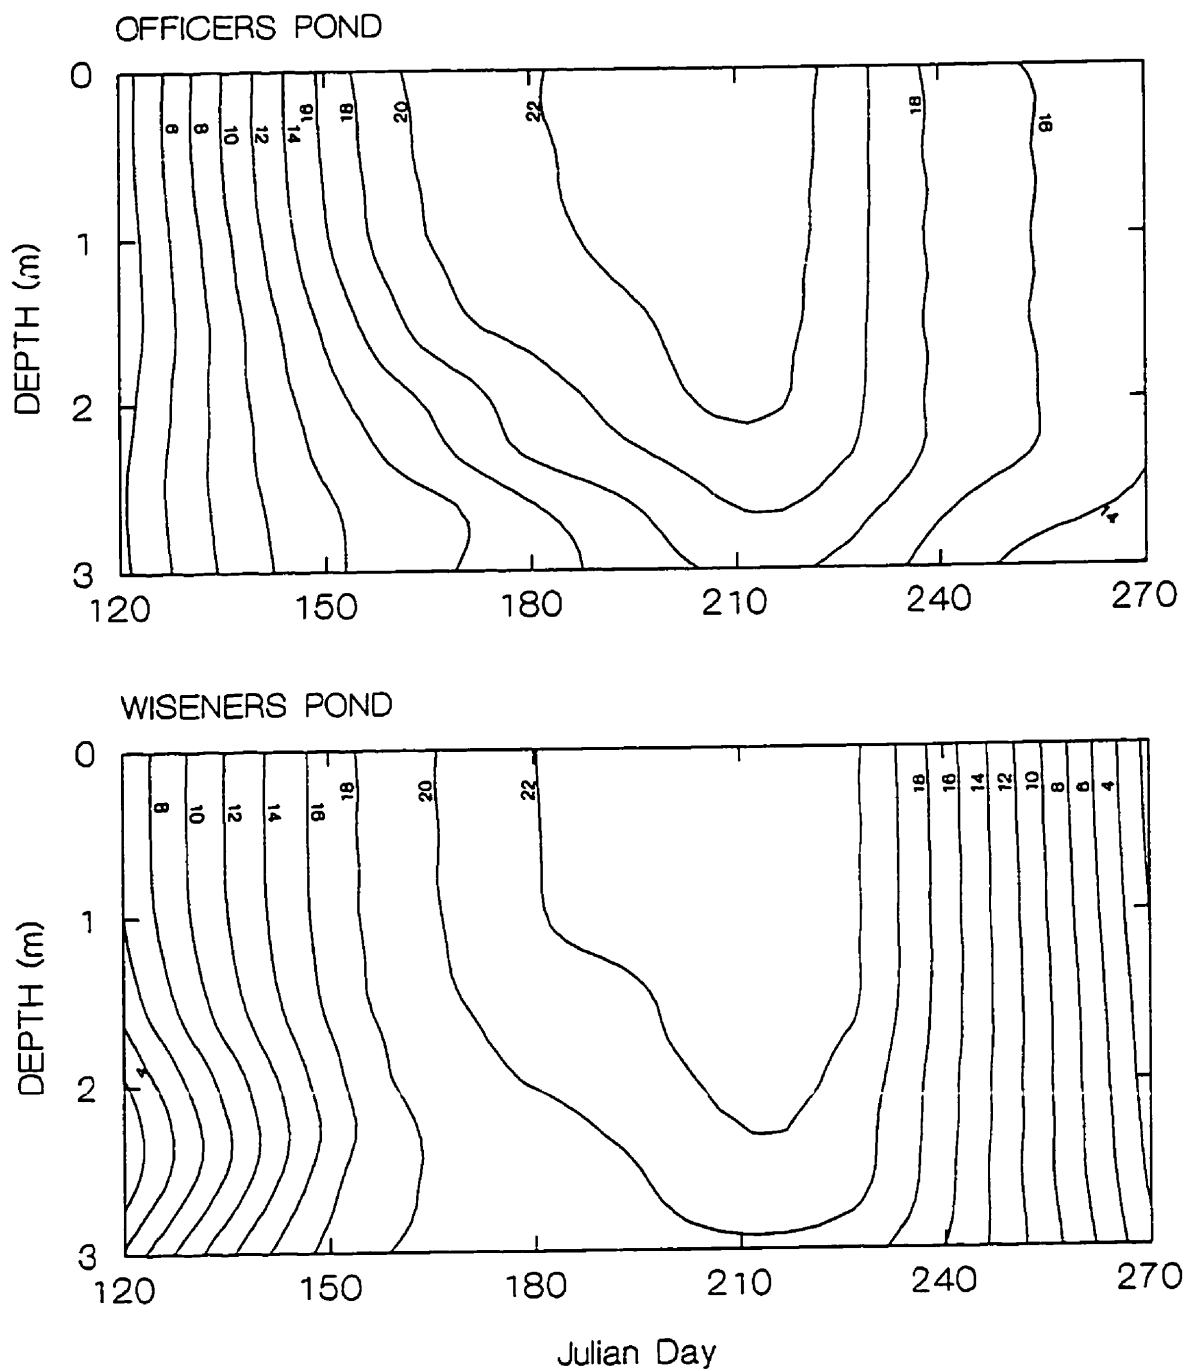 OFFICERS POND
0
1
2
3
DEPTH (m)
6 8 10 12 14 16 18 20 22 18 16
14
120 150 180 210 240 270
WISENERS POND
0
1
2
3
DEPTH (m)
8 10 12 14 16 18 20 22 18 16 14 12 10 8 6 4
4
120 150 180 210 240 270
Julian Day